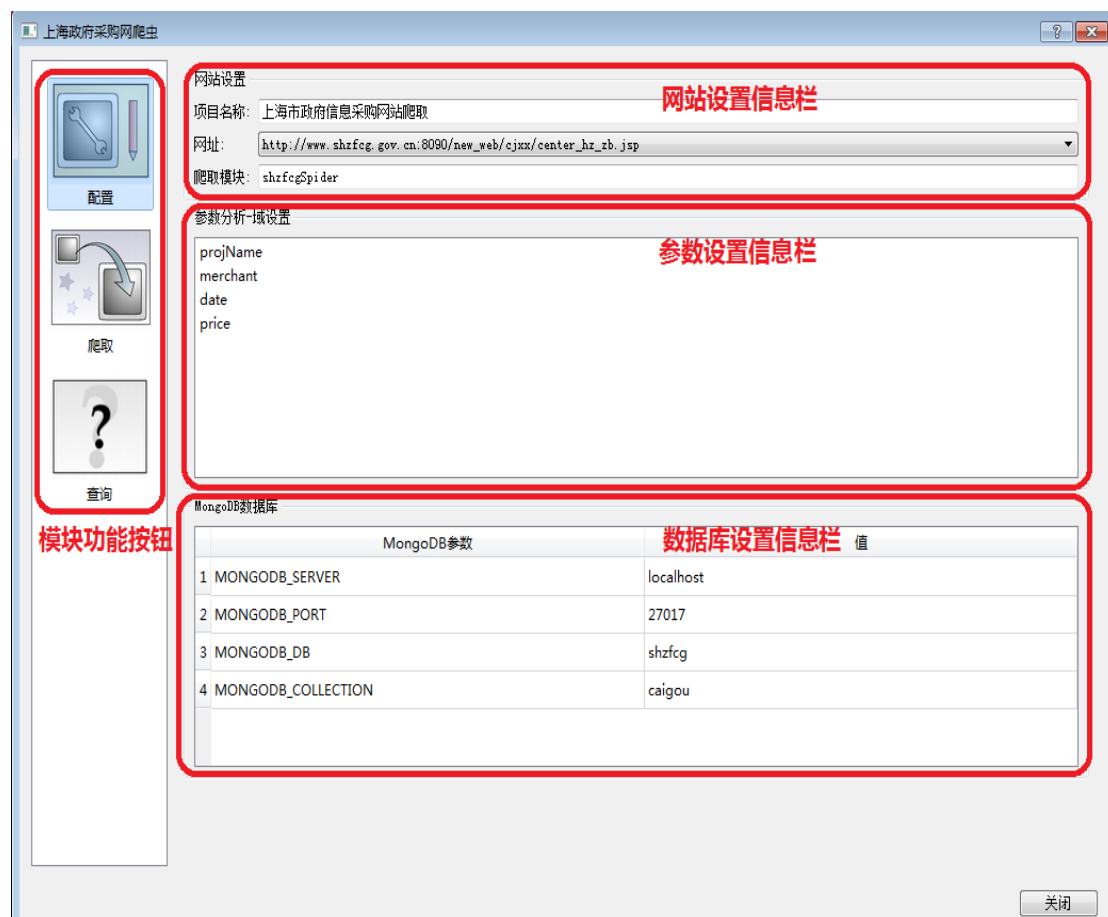 上海政府采购网爬虫
配置
爬取
查询
模块功能按钮
网站设置
网站设置信息栏
项目名称: 上海市政府信息采购网站爬取
网址: http://www.shzfcg.gov.cn:8090/new_web/cjxx/center_hz_zb.jsp
爬取模块: shzfcgSpider
参数分析-域设置
参数设置信息栏
projName
merchant
date
price
MongoDB数据库
数据库设置信息栏
MongoDB参数 值
1 MONGODB_SERVER localhost
2 MONGODB_PORT 27017
3 MONGODB_DB shzfcg
4 MONGODB_COLLECTION caigou
关闭